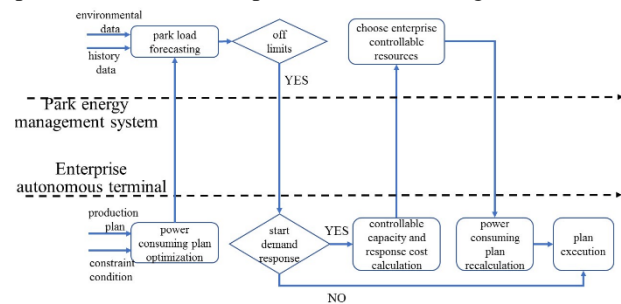 environmental
data
history
data
park load
forecasting
off
limits
choose enterprise
controllable
resources
YES
Park energy
management system
Enterprise
autonomous terminal
production
plan
constraint
condition
power
consuming plan
optimization
start
demand
response
YES
controllable
capacity and
response cost
calculation
power
consuming
plan
recalculation
plan
execution
NO